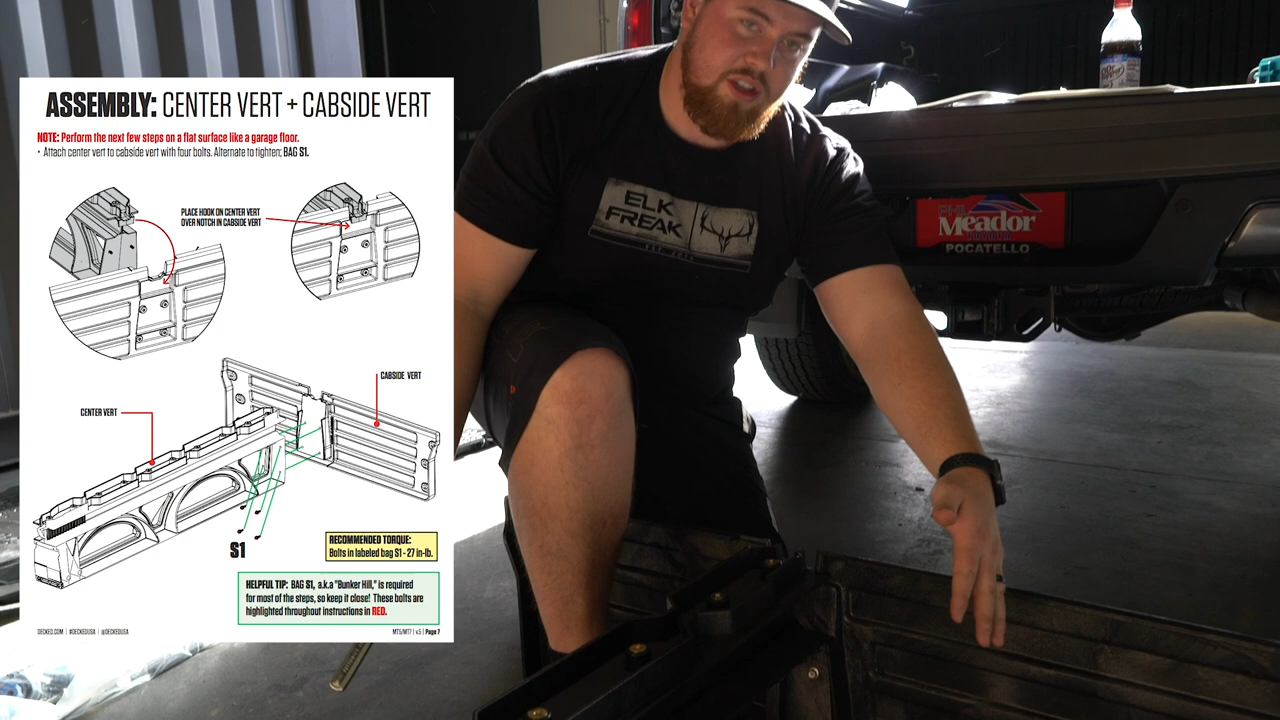 ASSEMBLY: CENTER VERT + CABSIDE VERT
NOTE: Perform the next few steps on a flat surface like a garage floor.
• Attach center vert to cabside vert with four bolts. Alternate to tighten; BAG S1.
PLACE HOOK ON CENTER VERT
OVER NOTCH IN CABSIDE VERT
CABSIDE VERT
CENTER VERT
S1
RECOMMENDED TORQUE:
Bolts in labeled bag S1 - 27 in-lb.
HELPFUL TIP: BAG S1, a.k.a "Bunker Hill," is required
for most of the steps, so keep it close! These bolts are
highlighted throughout instructions in RED.
DECKED.COM | #DECKEDUSA | @DECKEDUSA
MT5/MT7 | v.5 | Page 7
ELK
FREAK
Meador
POCATELLO